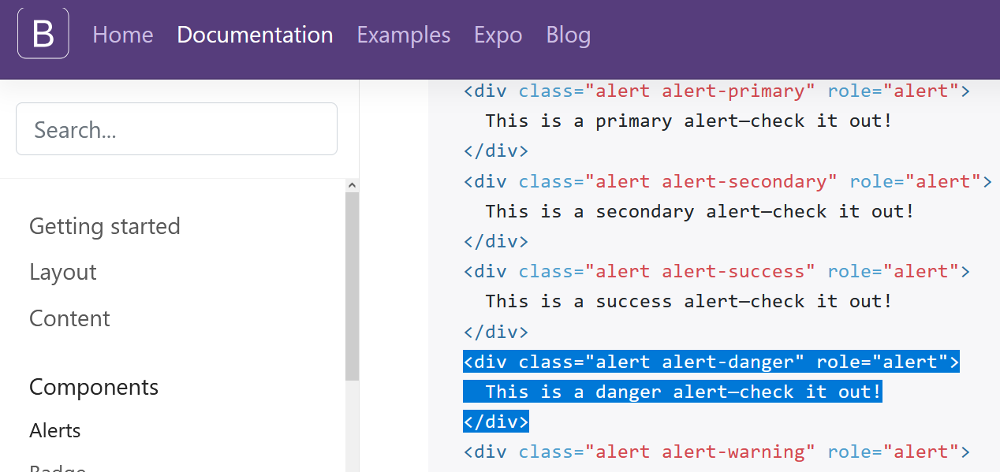 B Home Documentation Examples Expo Blog
Search...
Getting started
Layout
Content
Components
Alerts
Badge
<div class="alert alert-primary" role="alert">
  This is a primary alert—check it out!
</div>
<div class="alert alert-secondary" role="alert">
  This is a secondary alert—check it out!
</div>
<div class="alert alert-success" role="alert">
  This is a success alert—check it out!
</div>
<div class="alert alert-danger" role="alert">
  This is a danger alert—check it out!
</div>
<div class="alert alert-warning" role="alert">